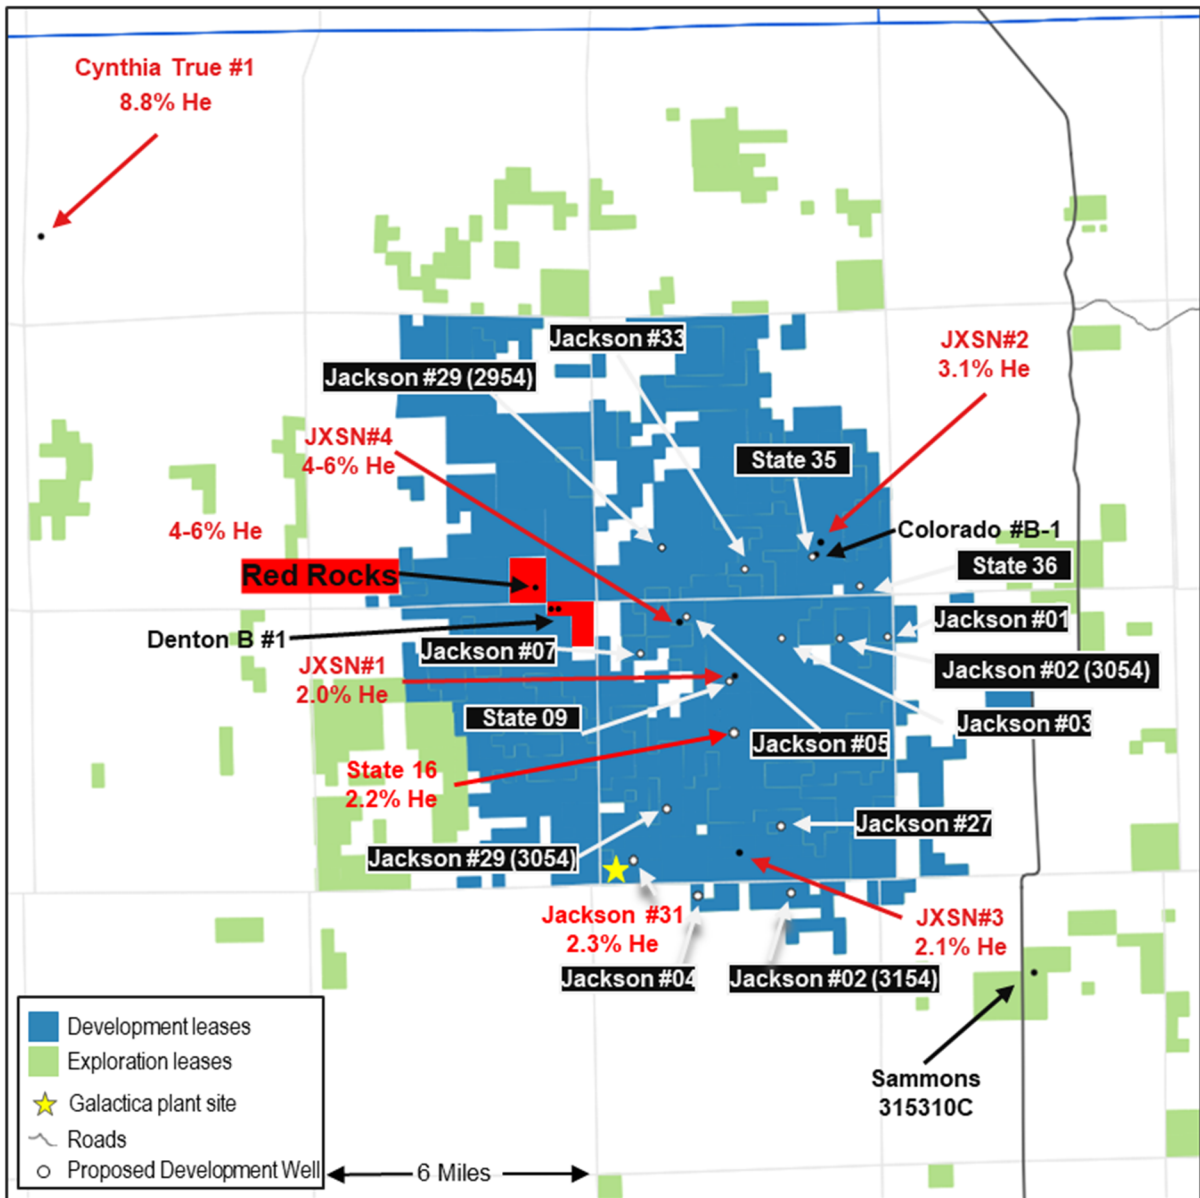 Cynthia True #1
8.8% He
Jackson #33
JXSN#2
3.1% He
Jackson #29 (2954)
JXSN#4
4-6% He
State 35
4-6% He
Colorado #B-1
State 36
Red Rocks
Jackson #01
Denton B #1
Jackson #07
Jackson #02 (3054)
JXSN#1
2.0% He
State 09
Jackson #03
Jackson #05
State 16
2.2% He
Jackson #27
Jackson #29 (3054)
Jackson #31
2.3% He
JXSN#3
2.1% He
Jackson #04
Jackson #02 (3154)
Sammons
315310C
Development leases
Exploration leases
Galactica plant site
Roads
Proposed Development Well
6 Miles